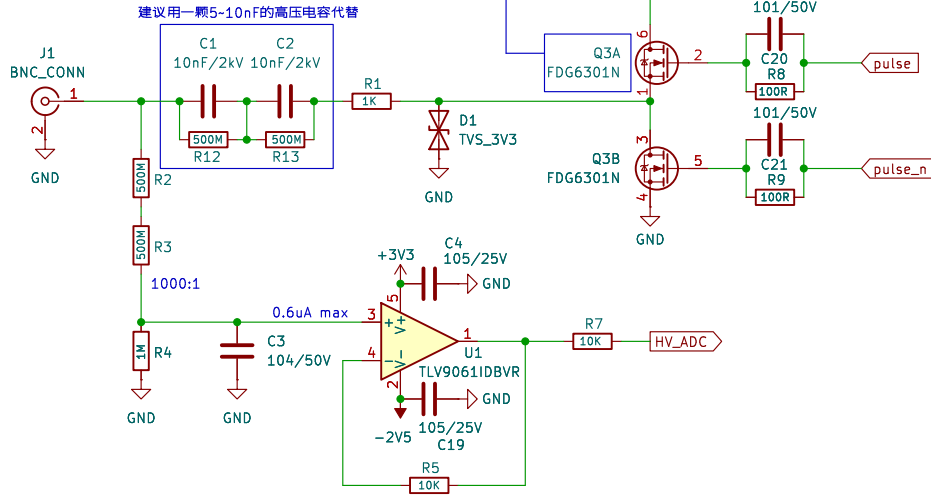 建议用一颗5~10nF的高压电容代替
J1
BNC_CONN
1
2
GND
C1
10nF/2kV
C2
10nF/2kV
500M
R12
500M
R13
R1
1K
D1
TVS_3V3
GND
Q3A
FDG6301N
6
2
1
101/50V
C20
R8
100R
pulse
Q3B
FDG6301N
3
5
4
GND
101/50V
C21
R9
100R
pulse_n
500M
R2
500M
R3
1000:1
1M
R4
GND
C3
104/50V
GND
0.6uA max
+3V3
C4
105/25V
GND
5
3
4
1
2
+
-
V+
V-
U1
TLV9061IDBVR
GND
105/25V
C19
-2V5
R5
10K
R7
10K
HV_ADC